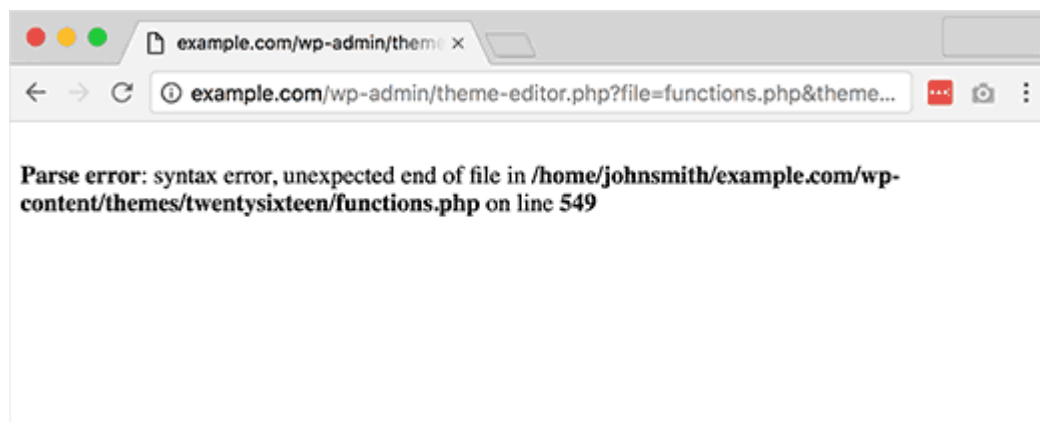 example.com/wp-admin/theme
example.com/wp-admin/theme-editor.php?file=functions.php&theme...
Parse error: syntax error, unexpected end of file in /home/johnsmith/example.com/wp-
content/themes/twentysixteen/functions.php on line 549